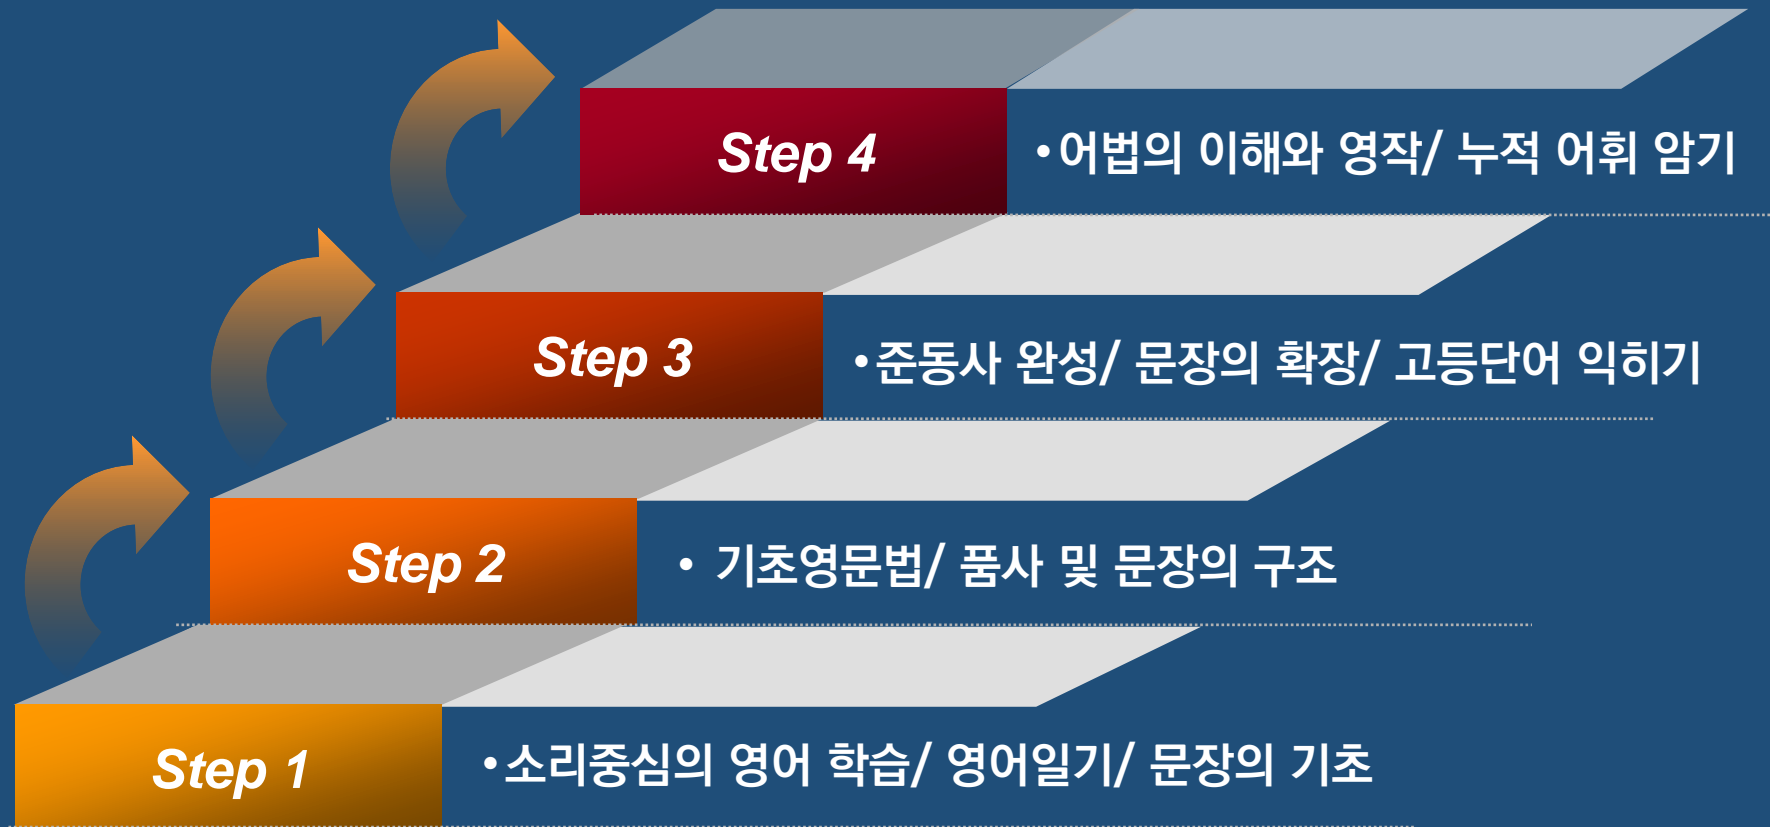 Step 4
•어법의 이해와 영작/ 누적 어휘 암기
Step 3
•준동사 완성/ 문장의 확장/ 고등단어 익히기
Step 2
• 기초영문법/ 품사 및 문장의 구조
Step 1
•소리중심의 영어 학습/ 영어일기/ 문장의 기초